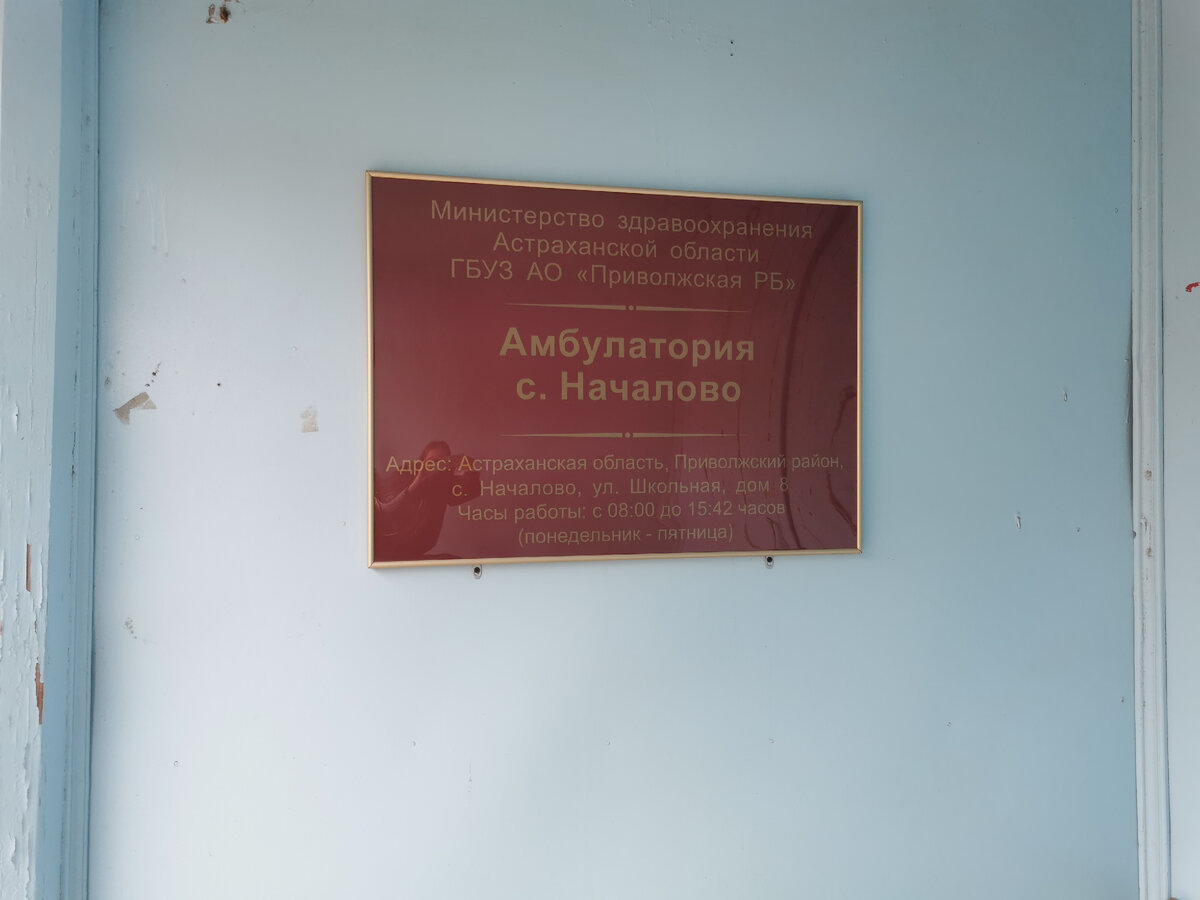 Министерство здравоохранения
Астраханской области
ГБУЗ АО «Приволжская РБ»
Амбулатория
с. Началово
Адрес: Астраханская область, Приволжский район,
с. Началово, ул. Школьная, дом 8
Часы работы: с 08:00 до 15:42 часов
(понедельник - пятница)